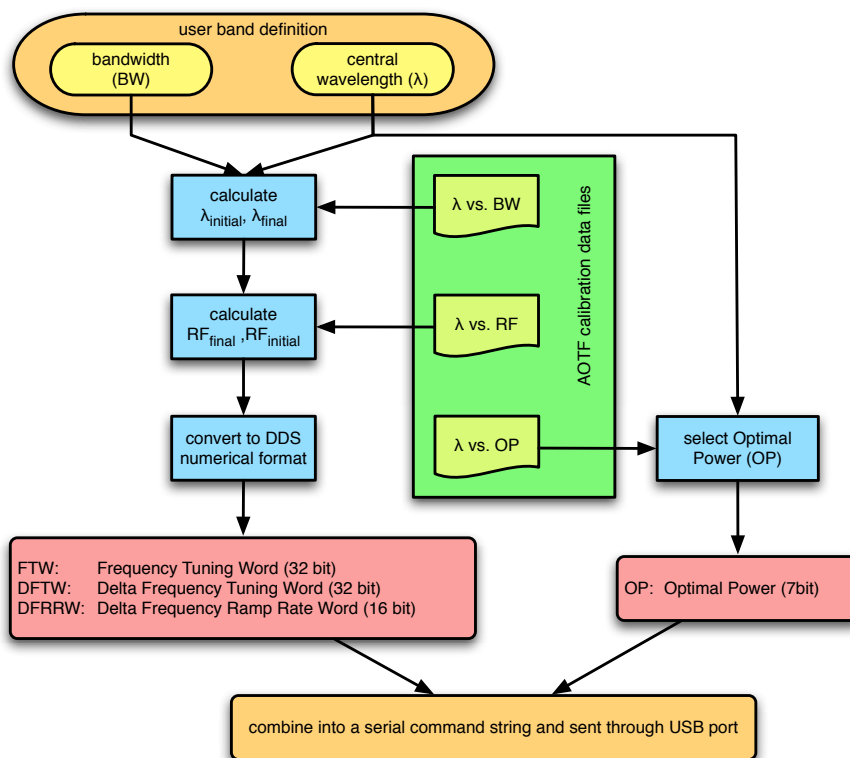 user band definition
bandwidth
(BW)
central
wavelength (λ)
calculate
λinitial, λfinal
λ vs. BW
calculate
RFfinal ,RFinitial
λ vs. RF
AOTF calibration data files
convert to DDS
numerical format
λ vs. OP
select Optimal
Power (OP)
FTW: Frequency Tuning Word (32 bit)
DFTW: Delta Frequency Tuning Word (32 bit)
DFRRW: Delta Frequency Ramp Rate Word (16 bit)
OP: Optimal Power (7bit)
combine into a serial command string and sent through USB port